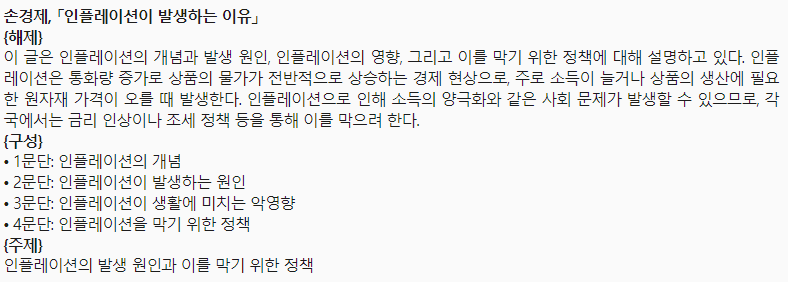 손경제, 「인플레이션이 발생하는 이유」
{해제}
이 글은 인플레이션의 개념과 발생 원인, 인플레이션의 영향, 그리고 이를 막기 위한 정책에 대해 설명하고 있다. 인플
레이션은 통화량 증가로 상품의 물가가 전반적으로 상승하는 경제 현상으로, 주로 소득이 늘거나 상품의 생산에 필요
한 원자재 가격이 오를 때 발생한다. 인플레이션으로 인해 소득의 양극화와 같은 사회 문제가 발생할 수 있으므로, 각
국에서는 금리 인상이나 조세 정책 등을 통해 이를 막으려 한다.
{구성}
• 1문단: 인플레이션의 개념
• 2문단: 인플레이션이 발생하는 원인
• 3문단: 인플레이션이 생활에 미치는 악영향
• 4문단: 인플레이션을 막기 위한 정책
{주제}
인플레이션의 발생 원인과 이를 막기 위한 정책